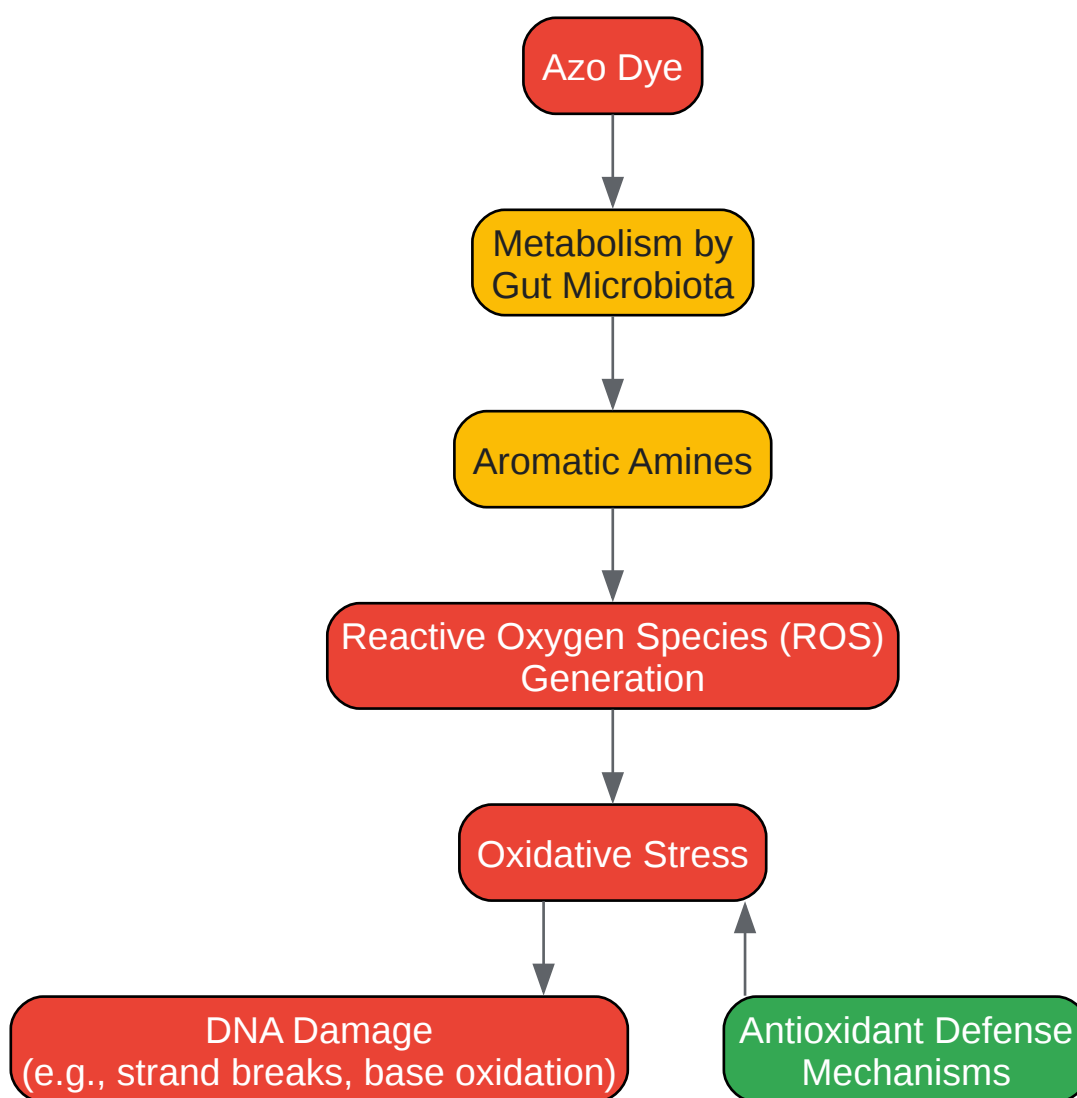 Azo Dye
Metabolism by
Gut Microbiota
Aromatic Amines
Reactive Oxygen Species (ROS)
Generation
Oxidative Stress
DNA Damage
(e.g., strand breaks, base oxidation)
Antioxidant Defense
Mechanisms